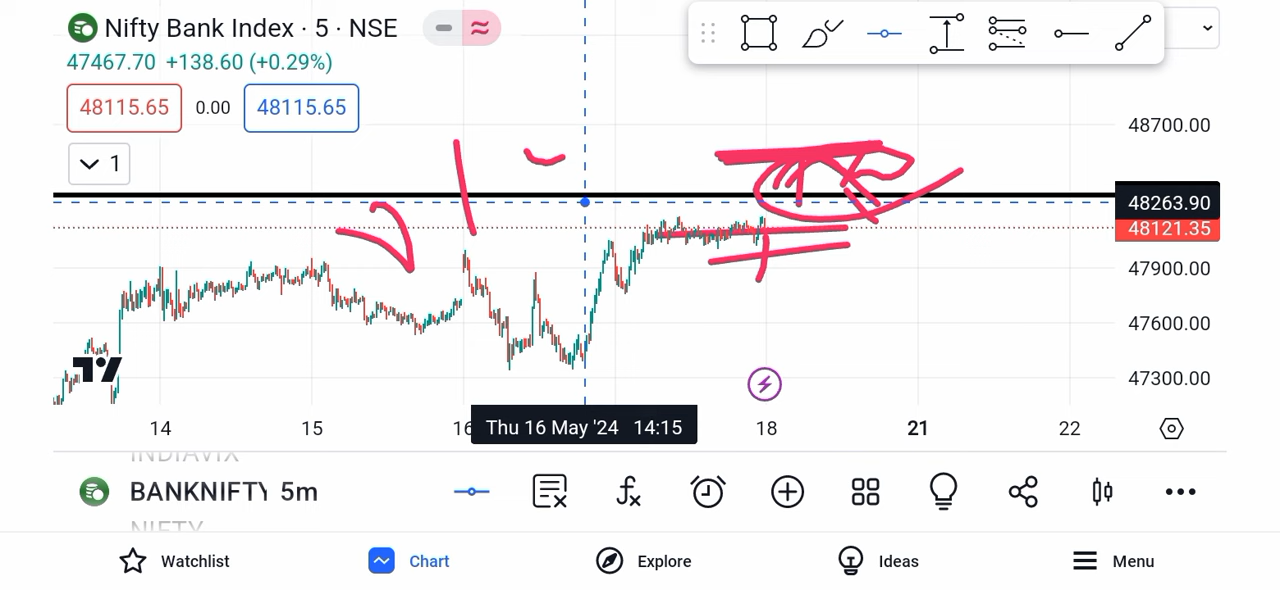 Nifty Bank Index · 5 · NSE
47467.70 +138.60 (+0.29%)
48115.65 0.00 48115.65
1
48700.00
48263.90
48121.35
47900.00
47600.00
47300.00
14 15 16 Thu 16 May '24 14:15 18 21 22
INDIAVIX
BANKNIFTY 5m
NIFTY
Watchlist Chart Explore Ideas Menu